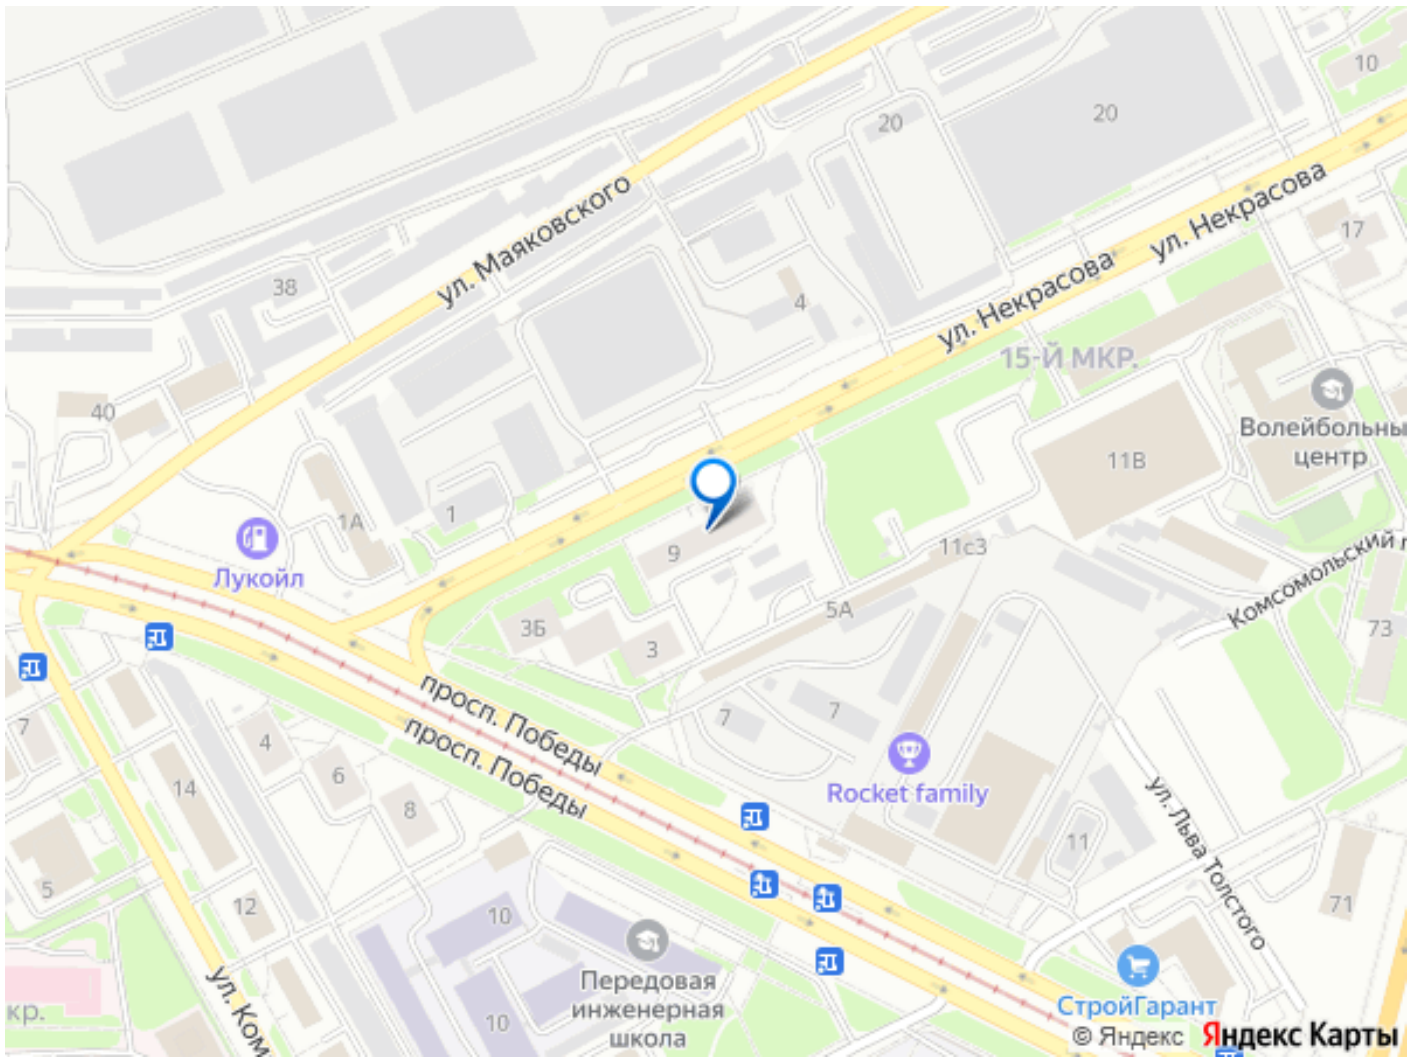 10
20
20
ул. Маяковского
ул. Некрасова
17
ул. Некрасова
38
4
15-Й МКР.
40
Волейбольны
центр
11В
1А
1
9
11с3
Лукойл
Комсомольский п
3Б
5А
3
73
просп. Победы
просп. Победы
7
7
7
4
6
14
8
Rocket family
ул. Льва Толстого
11
5
12
10
71
Передовая
инженерная
школа
ул. Ком
кр.
10
СтройГарант
© Яндекс Яндекс Карты